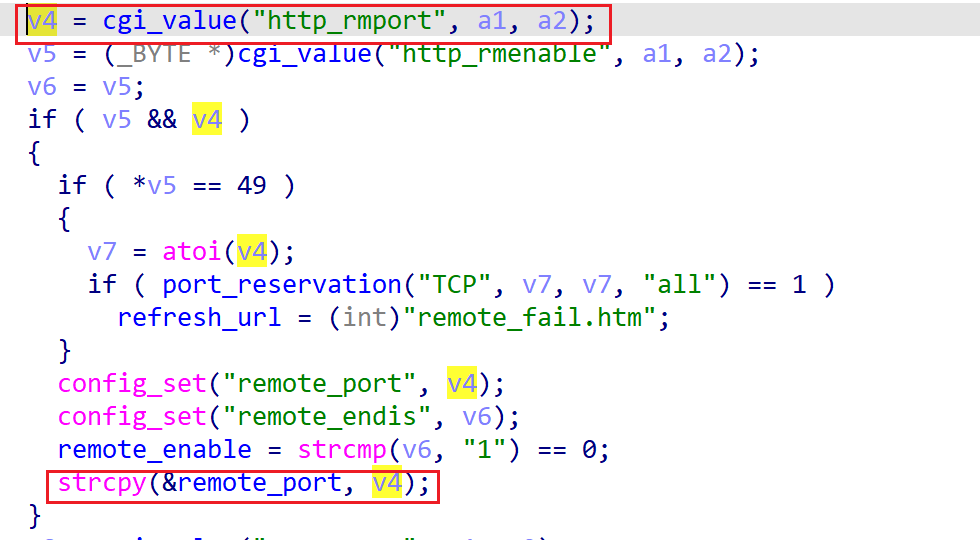 v4 = cgi_value("http_rmport", a1, a2);
v5 = (_BYTE *)cgi_value("http_rmenable", a1, a2);
v6 = v5;
if ( v5 && v4 )
{
if ( *v5 == 49 )
{
v7 = atoi(v4);
if ( port_reservation("TCP", v7, v7, "all") == 1 )
refresh_url = (int)"remote_fail.htm";
}
config_set("remote_port", v4);
config_set("remote_endis", v6);
remote_enable = strcmp(v6, "1") == 0;
strcpy(&remote_port, v4);
}